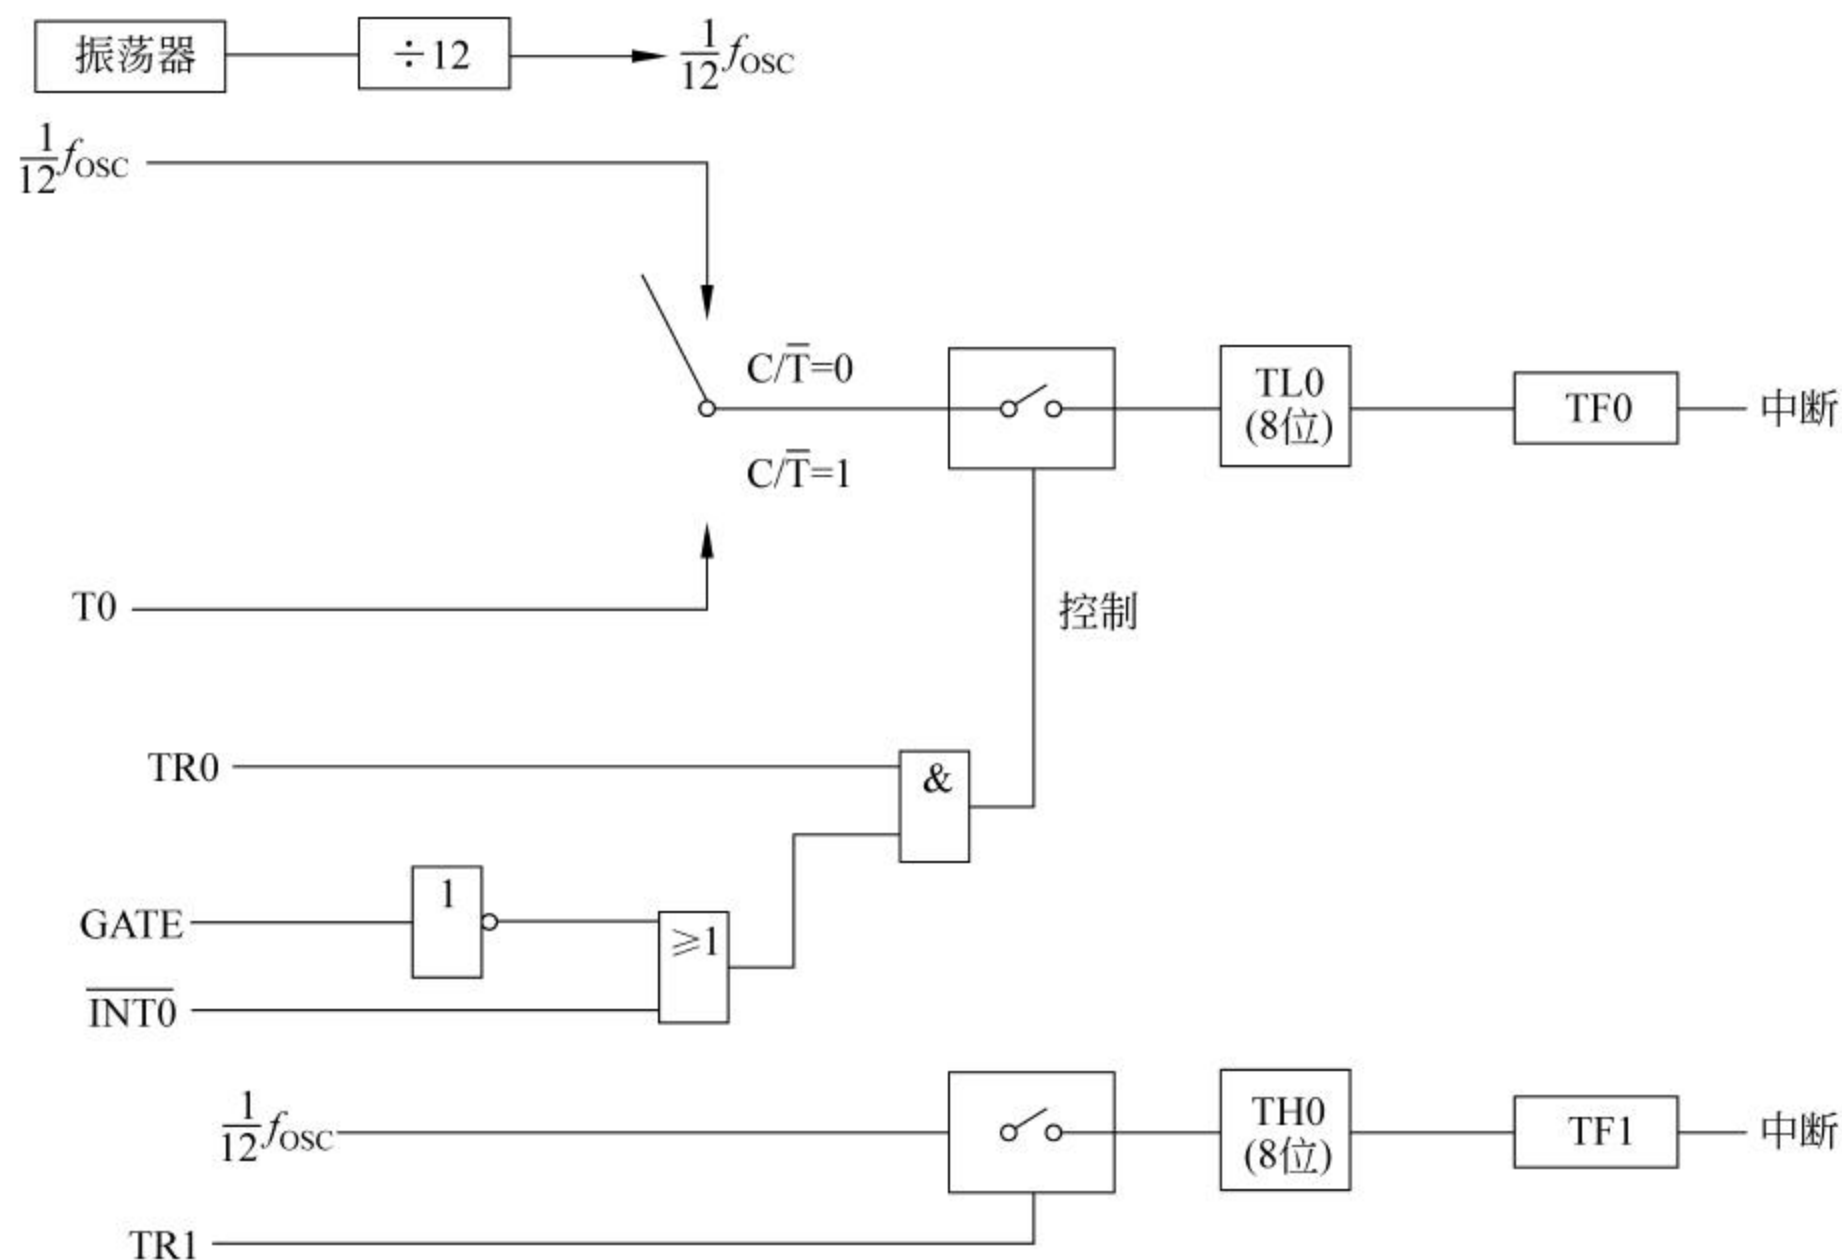 振荡器
÷12
1/12 fOSC
1/12 fOSC
C/T̅=0
TL0
(8位)
TF0
中断
C/T̅=1
T0
控制
TR0
&
1
GATE
≥1
I̅N̅T̅0̅
1/12 fOSC
TH0
(8位)
TF1
中断
TR1